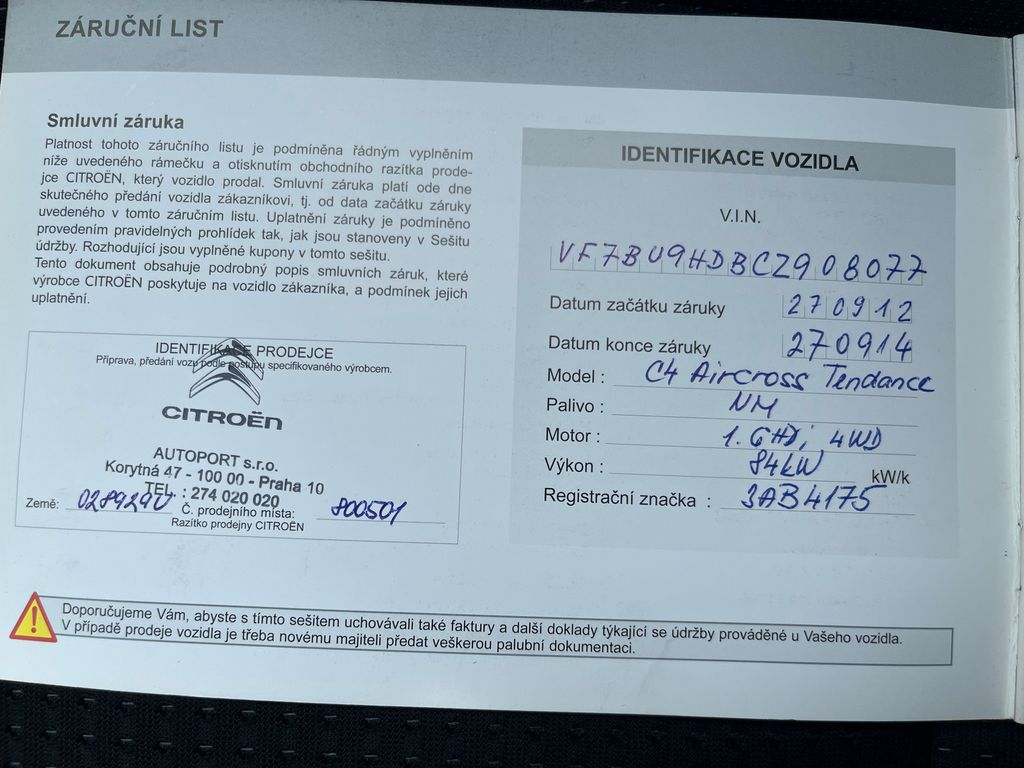 ZÁRUČNÍ LIST
Smluvní záruka
Platnost tohoto záručního listu je podmíněna řádným vyplněním
níže uvedeného rámečku a otisknutím obchodního razítka prode-
jce CITROËN, který vozidlo prodal. Smluvní záruka platí ode dne
skutečného předání vozidla zákazníkovi, tj. od data začátku záruky
uvedeného v tomto záručním listu. Uplatnění záruky je podmíněno
provedením pravidelných prohlídek tak, jak jsou stanoveny v Sešitu
údržby. Rozhodující jsou vyplněné kupony v tomto sešitu.
Tento dokument obsahuje podrobný popis smluvních záruk, které
výrobce CITROËN poskytuje na vozidlo zákazníka, a podmínek jejich
uplatnění.
IDENTIFIKACE PRODEJCE
Příprava, předání vozu podle postupu specifikovaného výrobcem.
CITROËN
AUTOPORT s.r.o.
Korytná 47 - 100 00 - Praha 10
TEL. : 274 020 020
Země: 028929U Č. prodejního místa: 800501
Razítko prodejny CITROËN
IDENTIFIKACE VOZIDLA
V.I.N.
VF7BU9HDBCZ908077
Datum začátku záruky 270912
Datum konce záruky 270914
Model : C4 Aircross Tendance
Palivo : NM
Motor : 1.6HDi 4WD
Výkon : 84kW kW/k
Registrační značka : 3AB4175
Doporučujeme Vám, abyste s tímto sešitem uchovávali také faktury a další doklady týkající se údržby prováděné u Vašeho vozidla.
V případě prodeje vozidla je třeba novému majiteli předat veškerou palubní dokumentaci.